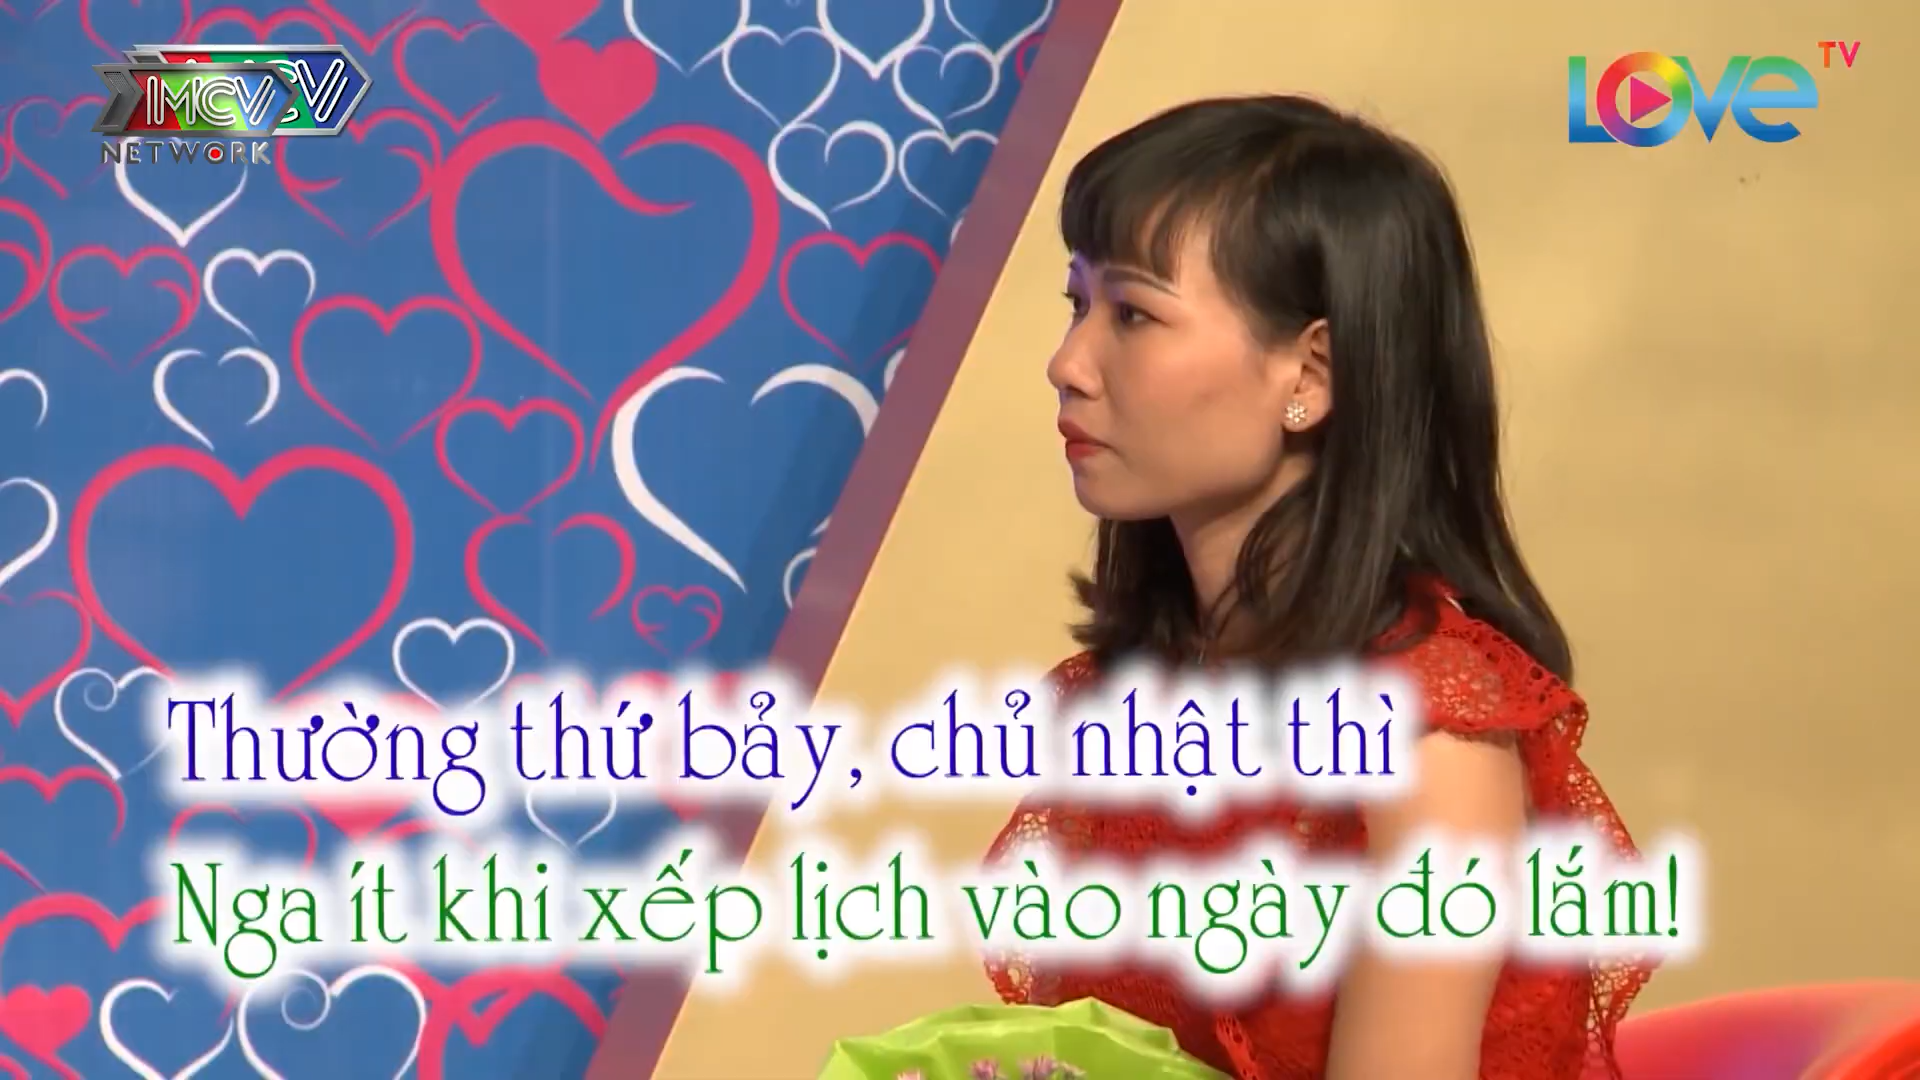 MCV
NETWORK
LOVE TV
Thường thứ bảy, chủ nhật thì
Nga ít khi xếp lịch vào ngày đó lắm!